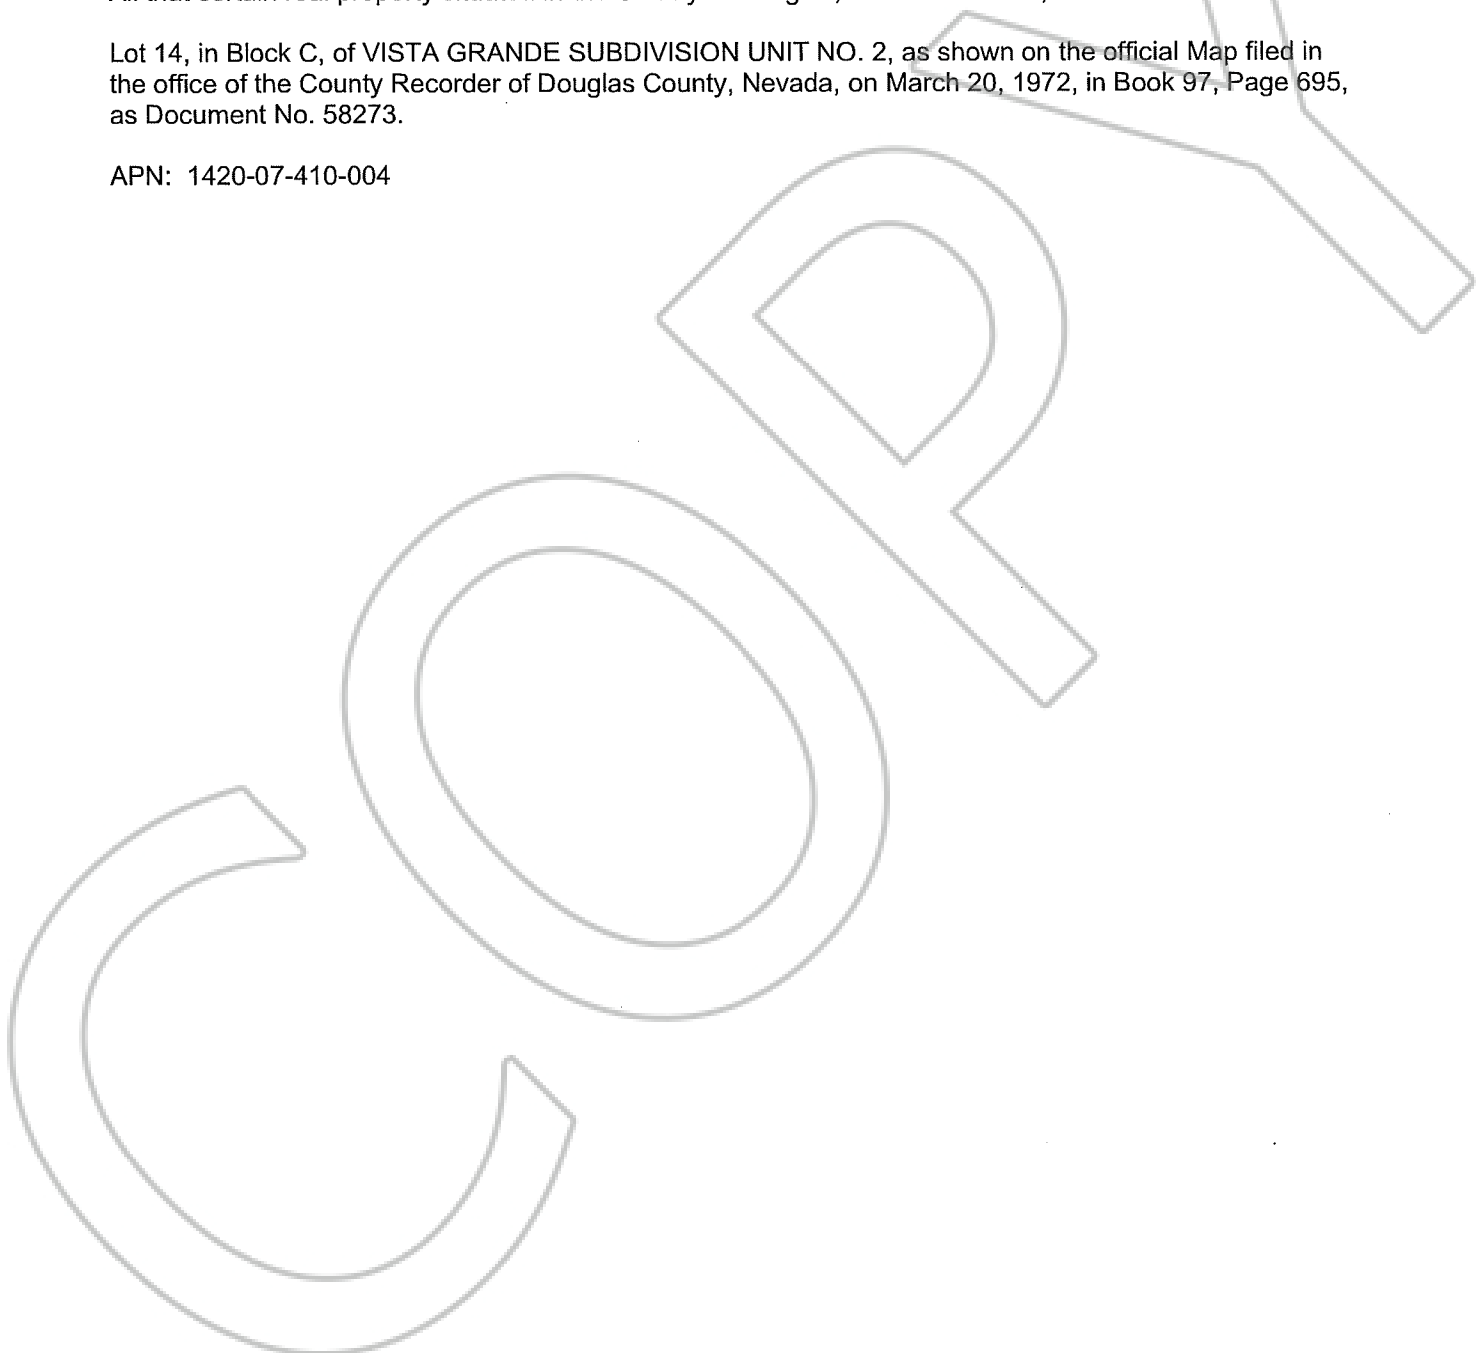 Lot 14, in Block C, of VISTA GRANDE SUBDIVISION UNIT NO. 2, as shown on the official Map filed in
the office of the County Recorder of Douglas County, Nevada, on March 20, 1972, in Book 97, Page 695,
as Document No. 58273.
APN: 1420-07-410-004
COPY